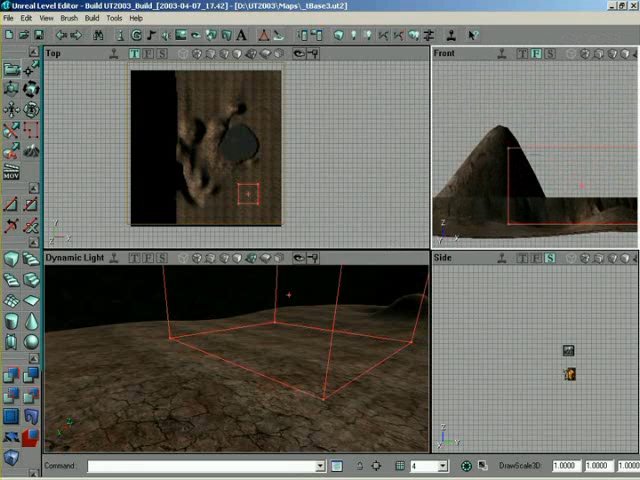 Unreal Level Editor - Build UT2003_Build_[2003-04-07_17.42] - [D:\UT2003\Maps\_tBase3.ut2]
File Edit View Brush Build Tools Help
Top T F S
Front T F S
MOV
Y
Z X
Z
Y X
Dynamic Light T F S
Side T F S
Z
X Y
Command: 4 DrawScale3D: 1.0000 1.0000 1.0000